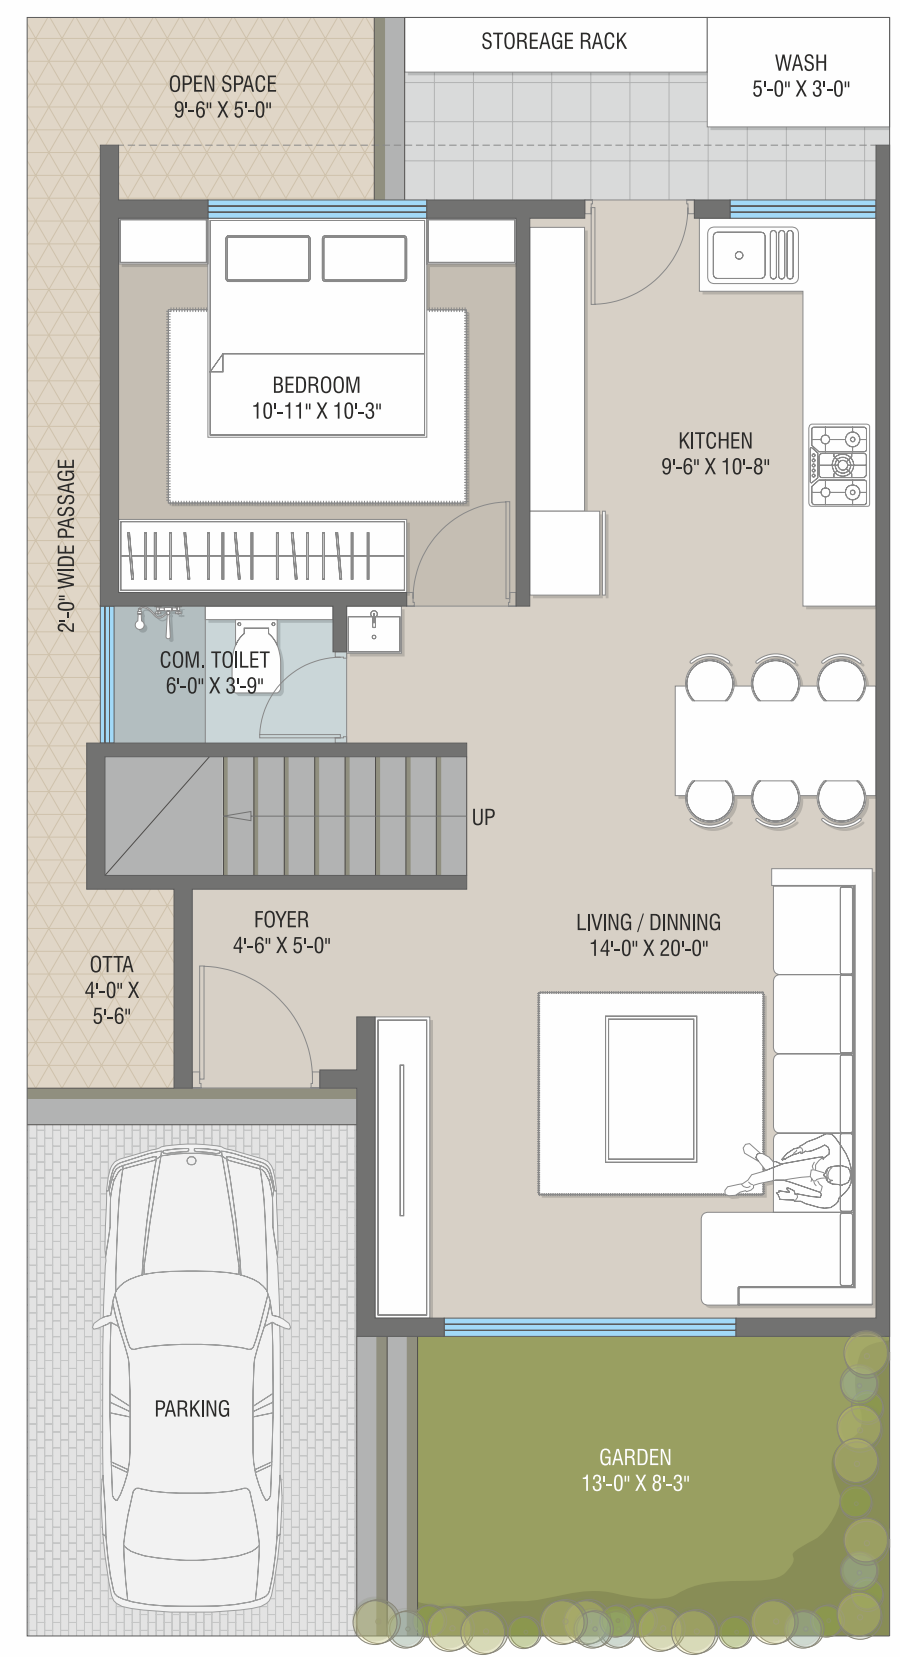 STOREAGE RACK
WASH
5'-0" X 3'-0"
OPEN SPACE
9'-6" X 5'-0"
BEDROOM
10'-11" X 10'-3"
KITCHEN
9'-6" X 10'-8"
2'-0" WIDE PASSAGE
COM. TOILET
6'-0" X 3'-9"
UP
FOYER
4'-6" X 5'-0"
LIVING / DINNING
14'-0" X 20'-0"
OTTA
4'-0" X
5'-6"
PARKING
GARDEN
13'-0" X 8'-3"